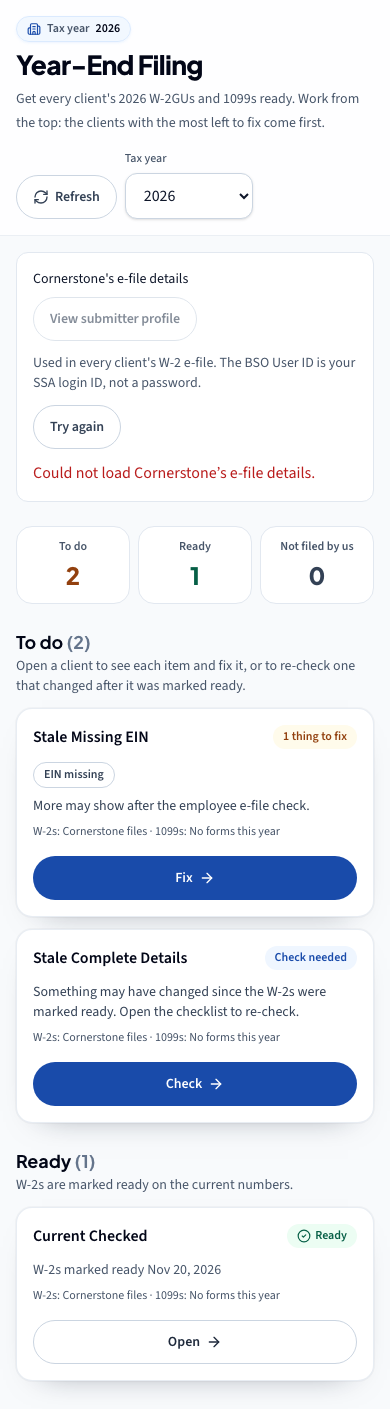 Tax year 2026
Year-End Filing
Get every client's 2026 W-2GUs and 1099s ready. Work from
the top: the clients with the most left to fix come first.
Tax year
Refresh
2026
Cornerstone's e-file details
View submitter profile
Used in every client's W-2 e-file. The BSO User ID is your
SSA login ID, not a password.
Try again
Could not load Cornerstone's e-file details.
To do
2
Ready
1
Not filed by us
0
To do (2)
Open a client to see each item and fix it, or to re-check one
that changed after it was marked ready.
Stale Missing EIN
1 thing to fix
EIN missing
More may show after the employee e-file check.
W-2s: Cornerstone files · 1099s: No forms this year
Fix
Stale Complete Details
Check needed
Something may have changed since the W-2s were
marked ready. Open the checklist to re-check.
W-2s: Cornerstone files · 1099s: No forms this year
Check
Ready (1)
W-2s are marked ready on the current numbers.
Current Checked
Ready
W-2s marked ready Nov 20, 2026
W-2s: Cornerstone files · 1099s: No forms this year
Open